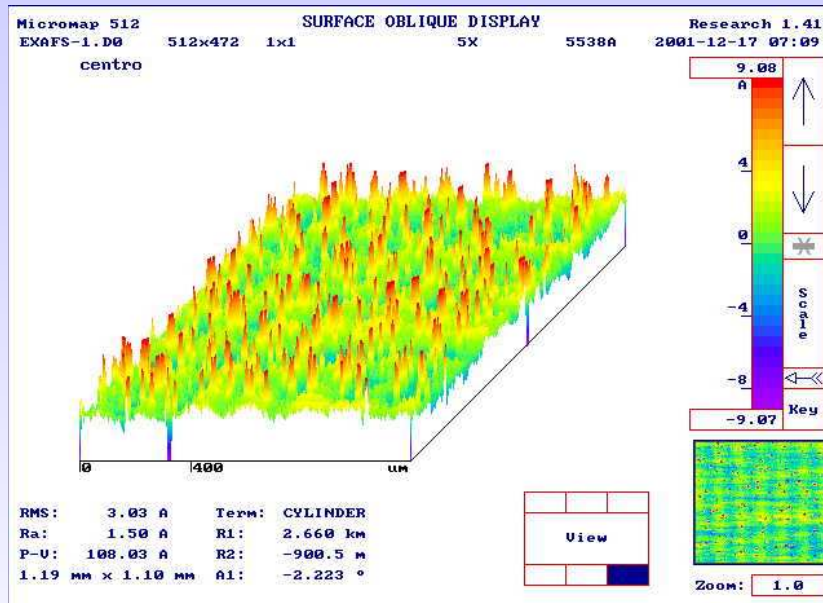 Micromap 512 SURFACE OBLIQUE DISPLAY Research 1.41
EXAFS-1.D0 512x472 1x1 5X 5538A 2001-12-17 07:09
centro
9.08
A
4
0
-4
-8
-9.07
Scale
Key
0 400 um
RMS: 3.03 A Term: CYLINDER
Ra: 1.50 A R1: 2.660 km
P-V: 108.03 A R2: -900.5 m
1.19 mm x 1.10 mm A1: -2.223 °
View
Zoom: 1.0